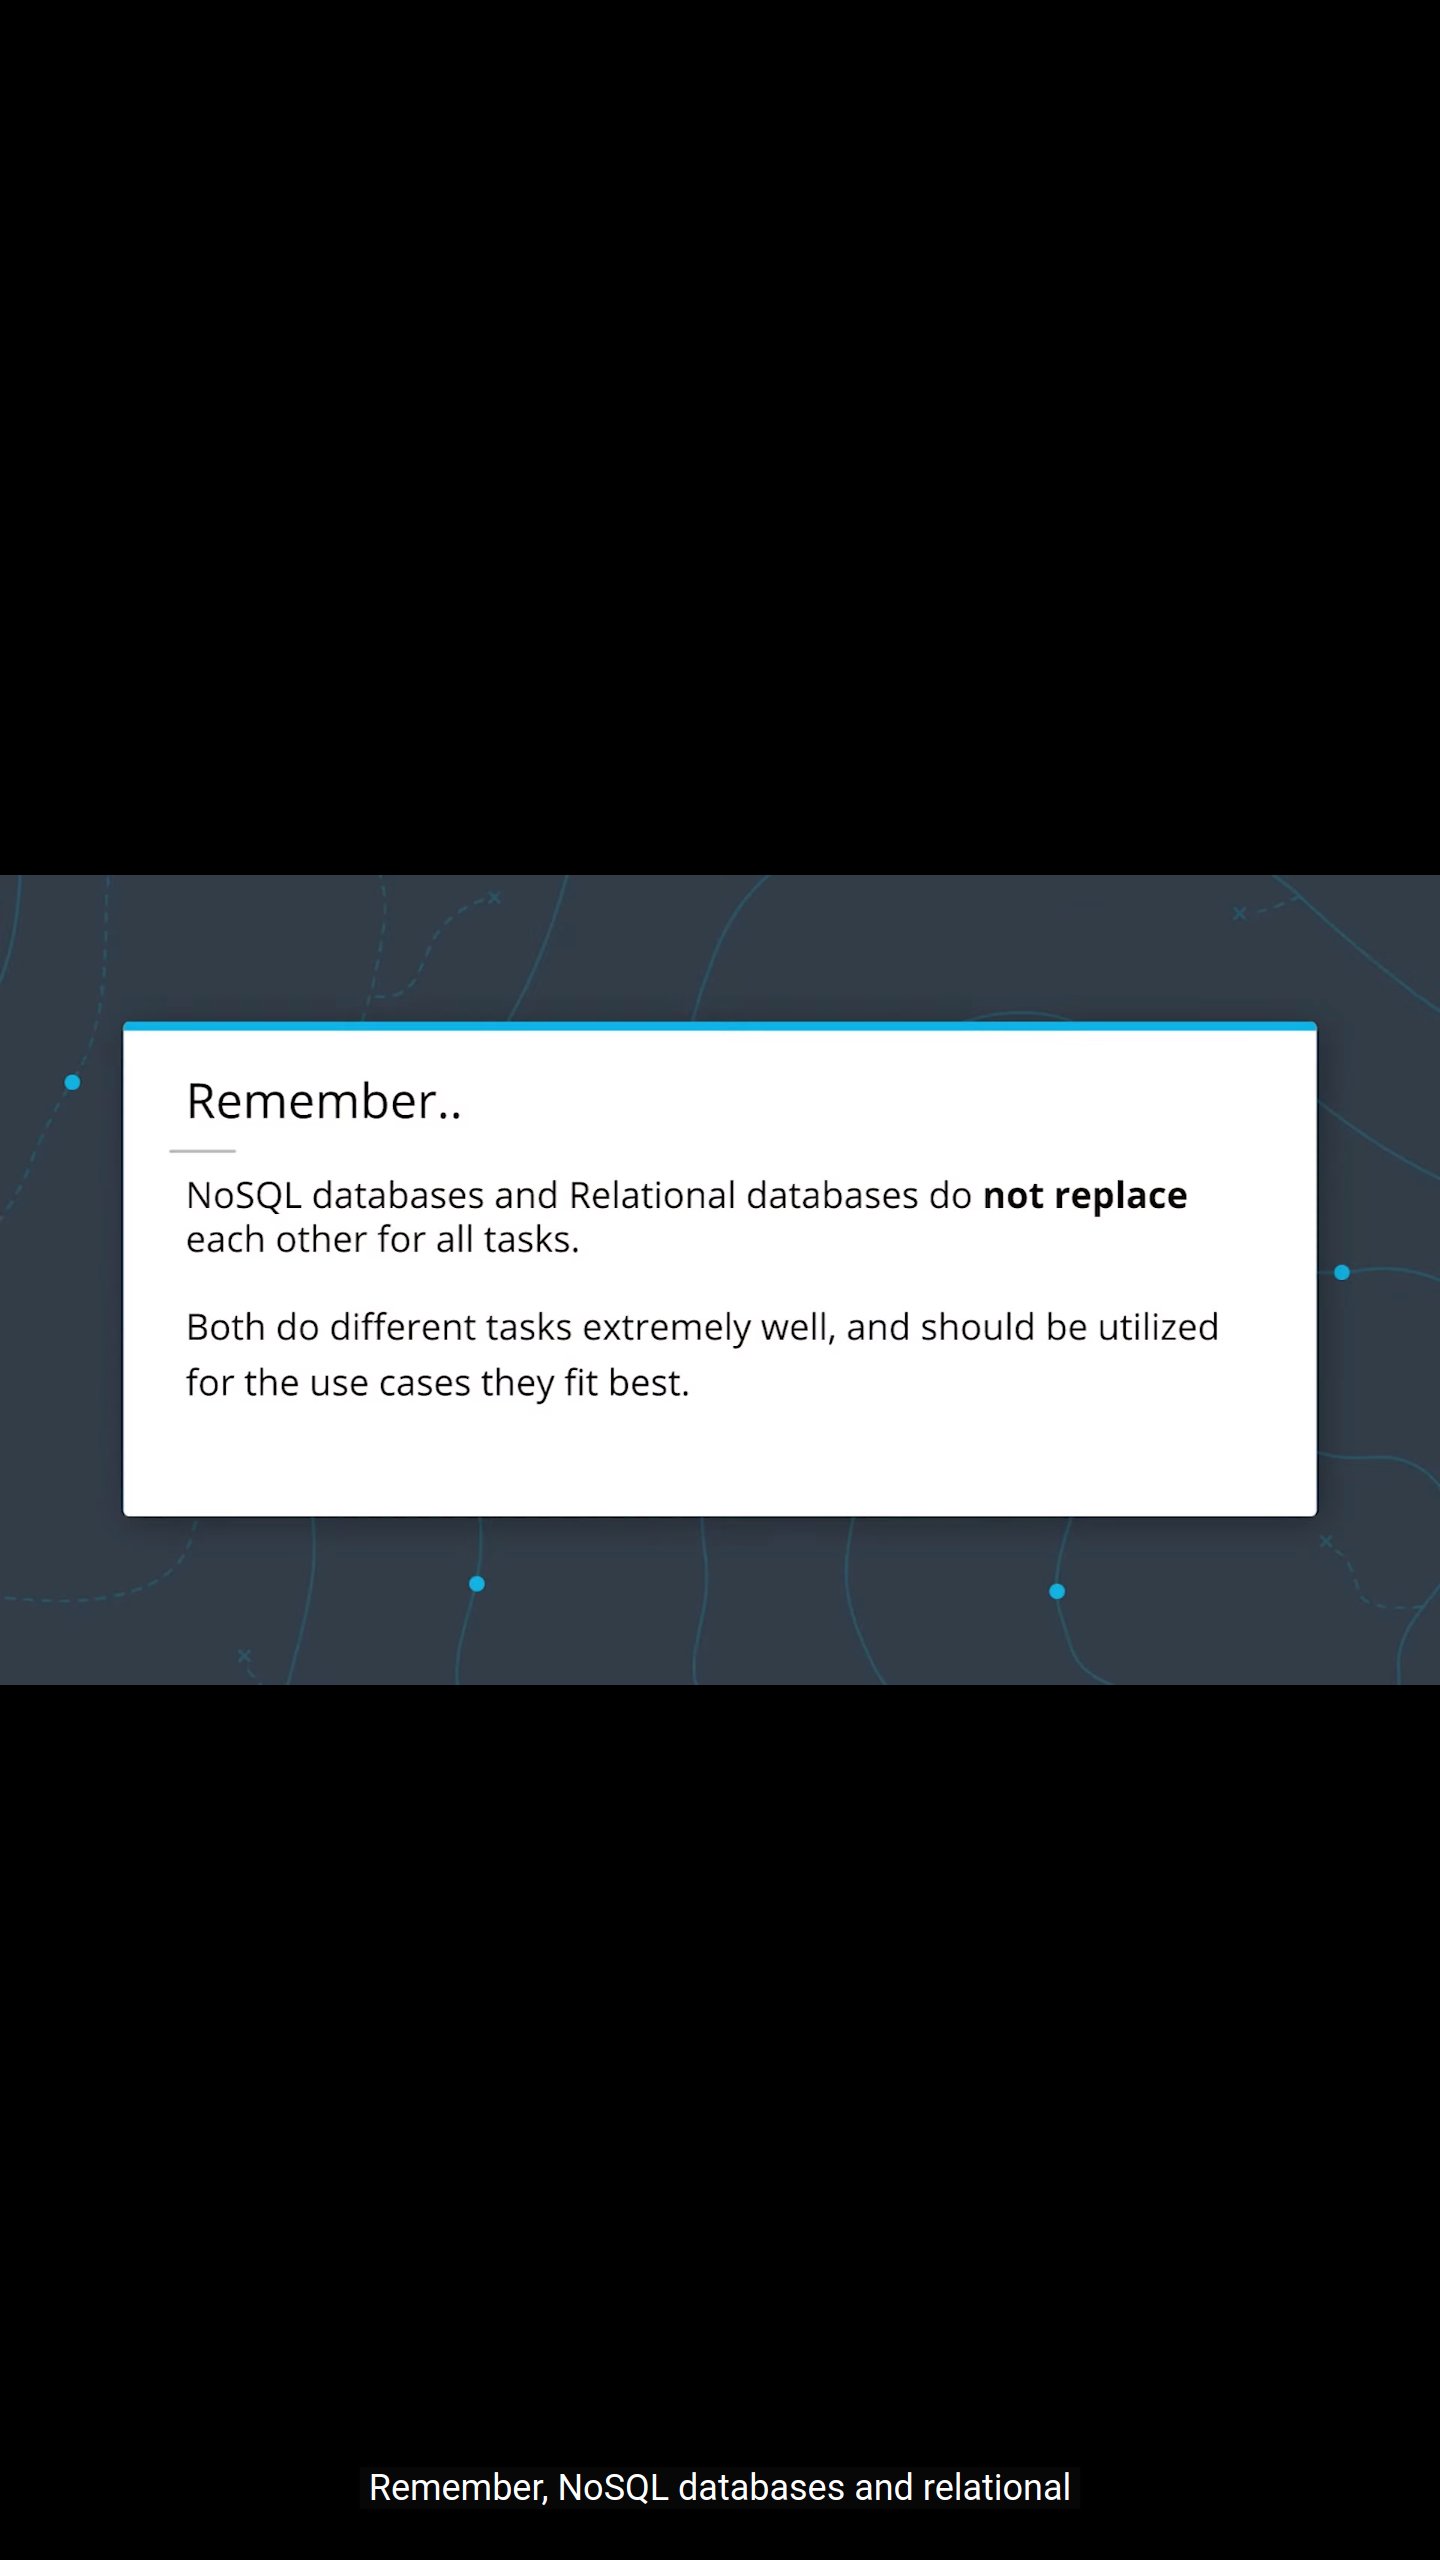 Remember..
NoSQL databases and Relational databases do not replace
each other for all tasks.
Both do different tasks extremely well, and should be utilized
for the use cases they fit best.
Remember, NoSQL databases and relational